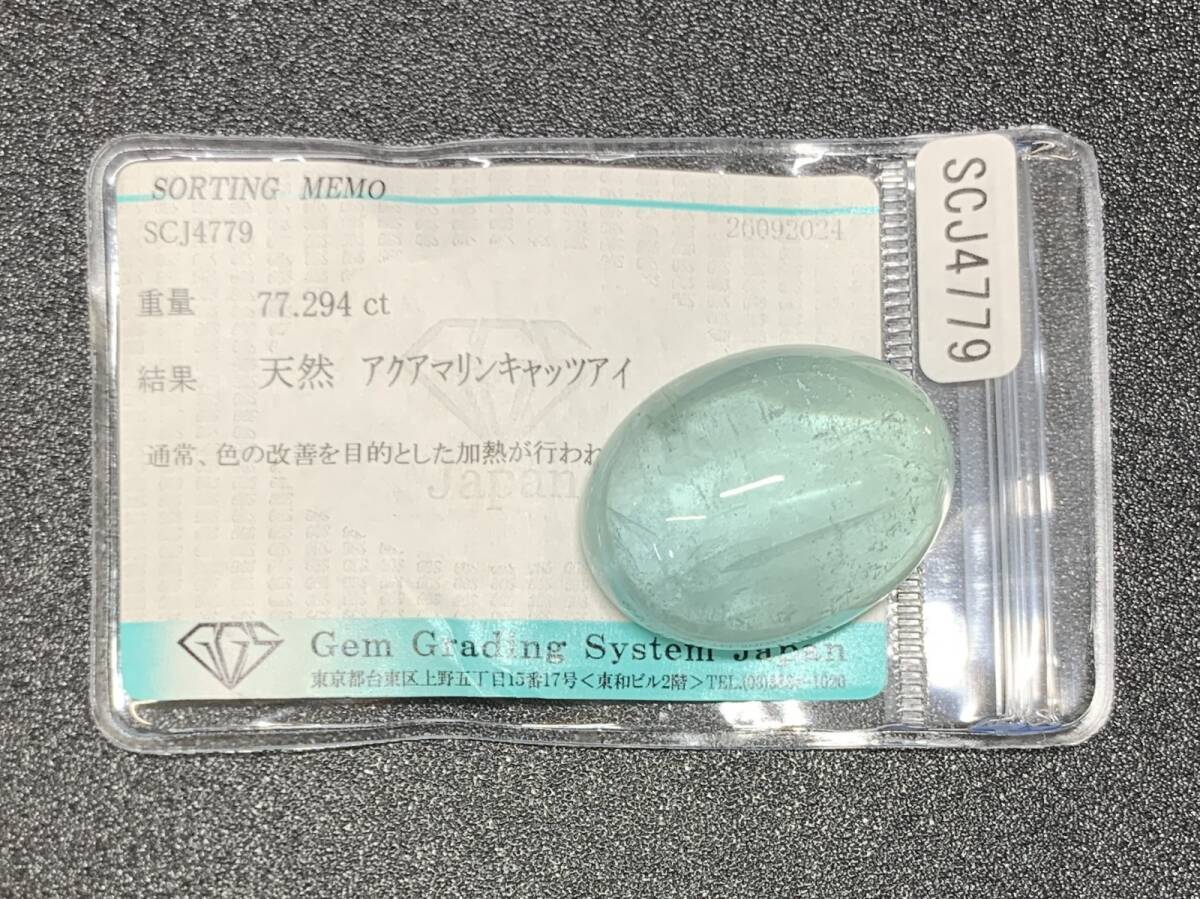 SORTING MEMO
SCJ4779 26092024
重量 77.294 ct
結果 天然 アクアマリンキャッツアイ
通常、色の改善を目的とした加熱が行われ
Japan
GGS Gem Grading System Japan
東京都台東区上野五丁目15番17号<東和ビル2階>TEL.(03)
SCJ4779